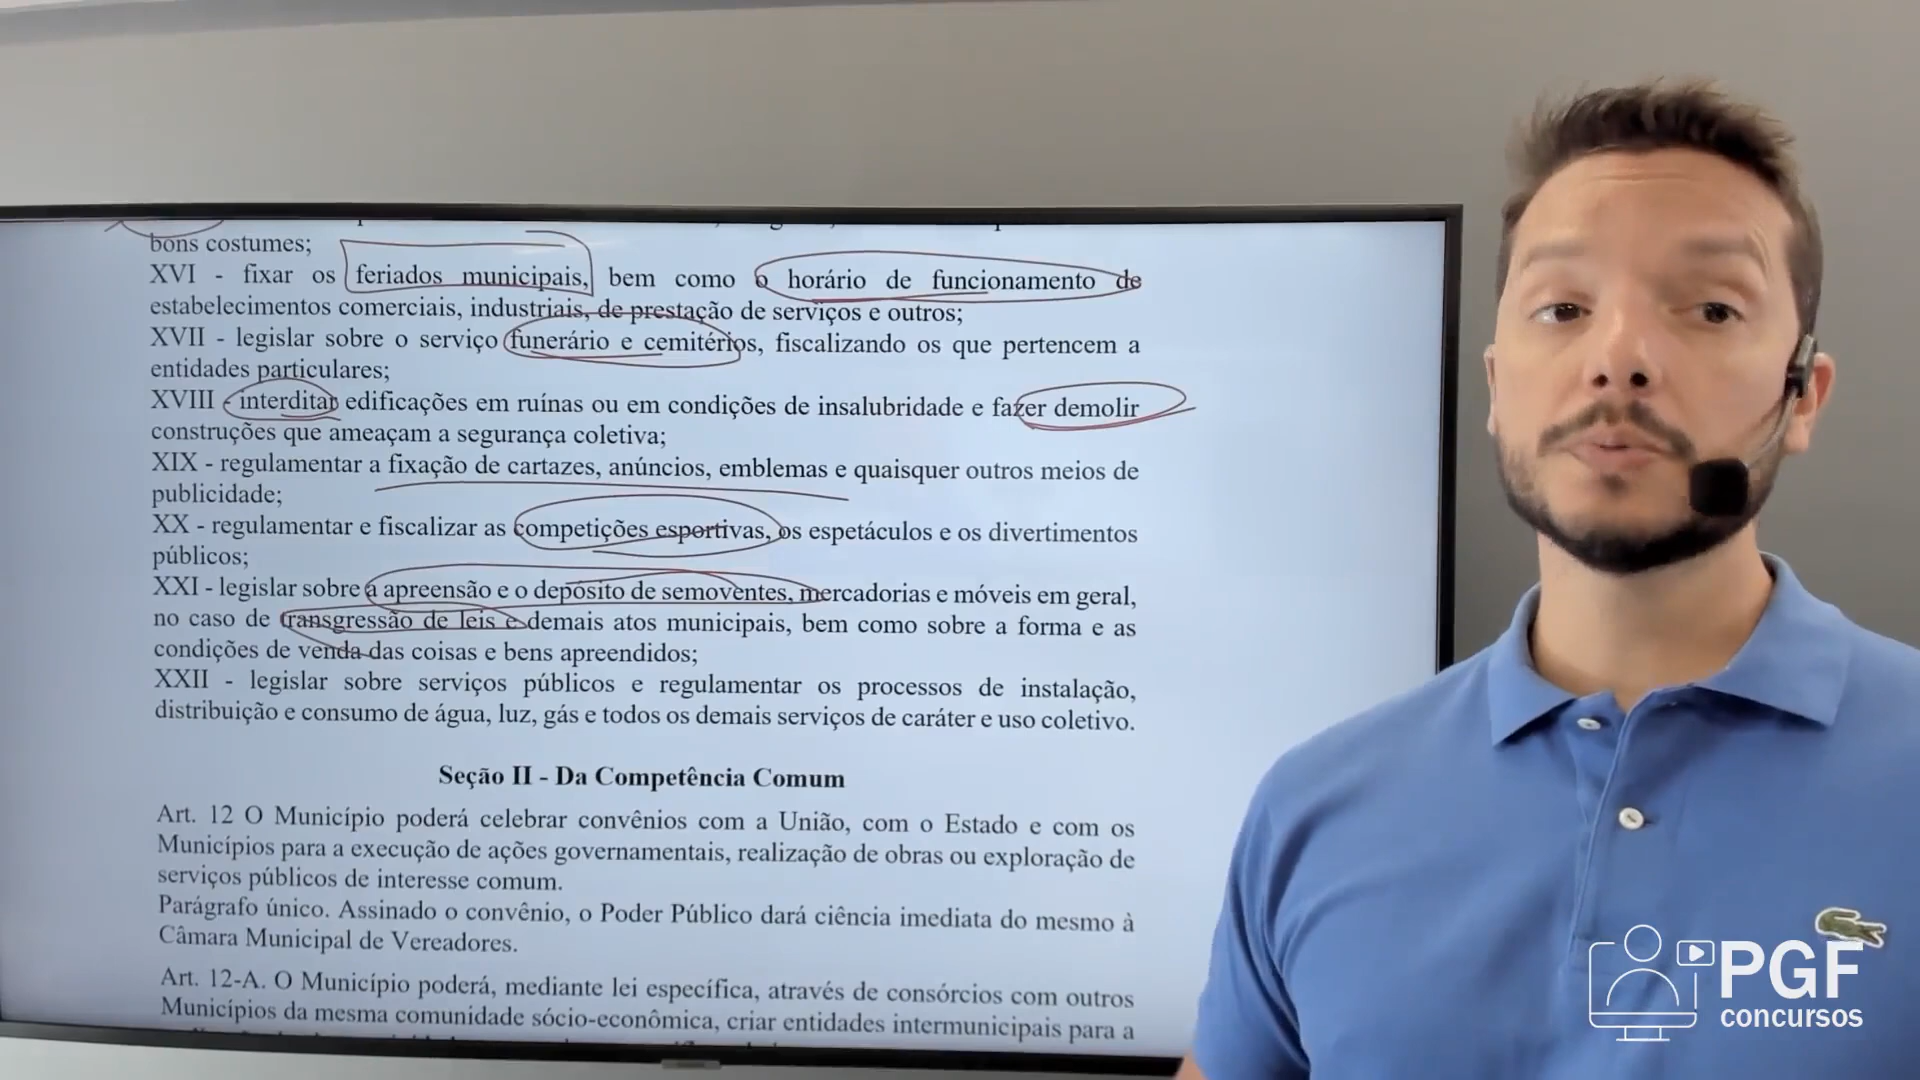 bons costumes;
XVI - fixar os feriados municipais, bem como o horário de funcionamento de
estabelecimentos comerciais, industriais, de prestação de serviços e outros;
XVII - legislar sobre o serviço funerário e cemitérios, fiscalizando os que pertencem a
entidades particulares;
XVIII - interditar edificações em ruínas ou em condições de insalubridade e fazer demolir
construções que ameaçam a segurança coletiva;
XIX - regulamentar a fixação de cartazes, anúncios, emblemas e quaisquer outros meios de
publicidade;
XX - regulamentar e fiscalizar as competições esportivas, os espetáculos e os divertimentos
públicos;
XXI - legislar sobre a apreensão e o depósito de semoventes, mercadorias e móveis em geral,
no caso de transgressão de leis e demais atos municipais, bem como sobre a forma e as
condições de venda das coisas e bens apreendidos;
XXII - legislar sobre serviços públicos e regulamentar os processos de instalação,
distribuição e consumo de água, luz, gás e todos os demais serviços de caráter e uso coletivo.
Seção II - Da Competência Comum
Art. 12 O Município poderá celebrar convênios com a União, com o Estado e com os
Municípios para a execução de ações governamentais, realização de obras ou exploração de
serviços públicos de interesse comum.
Parágrafo único. Assinado o convênio, o Poder Público dará ciência imediata do mesmo à
Câmara Municipal de Vereadores.
Art. 12-A. O Município poderá, mediante lei específica, através de consórcios com outros
Municípios da mesma comunidade sócio-econômica, criar entidades intermunicipais para a
PGF
concursos